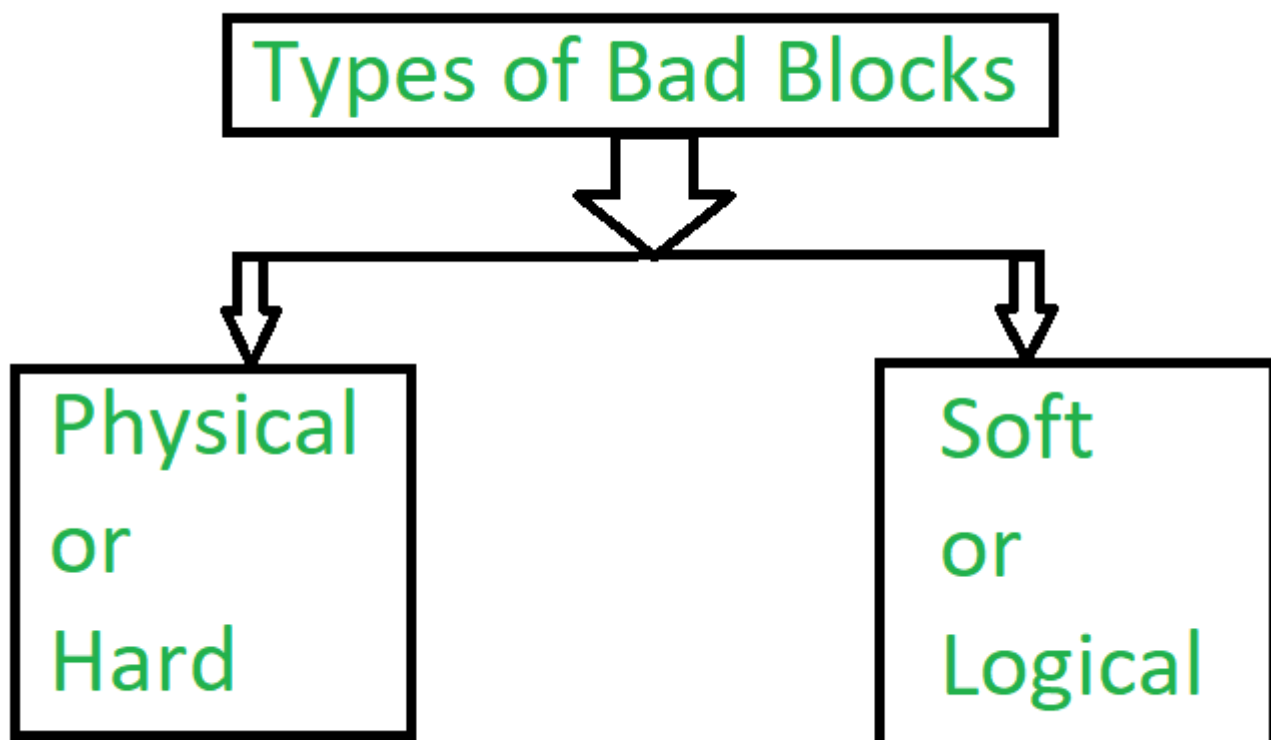 Types of Bad Blocks
Physical
or
Hard
Soft
or
Logical